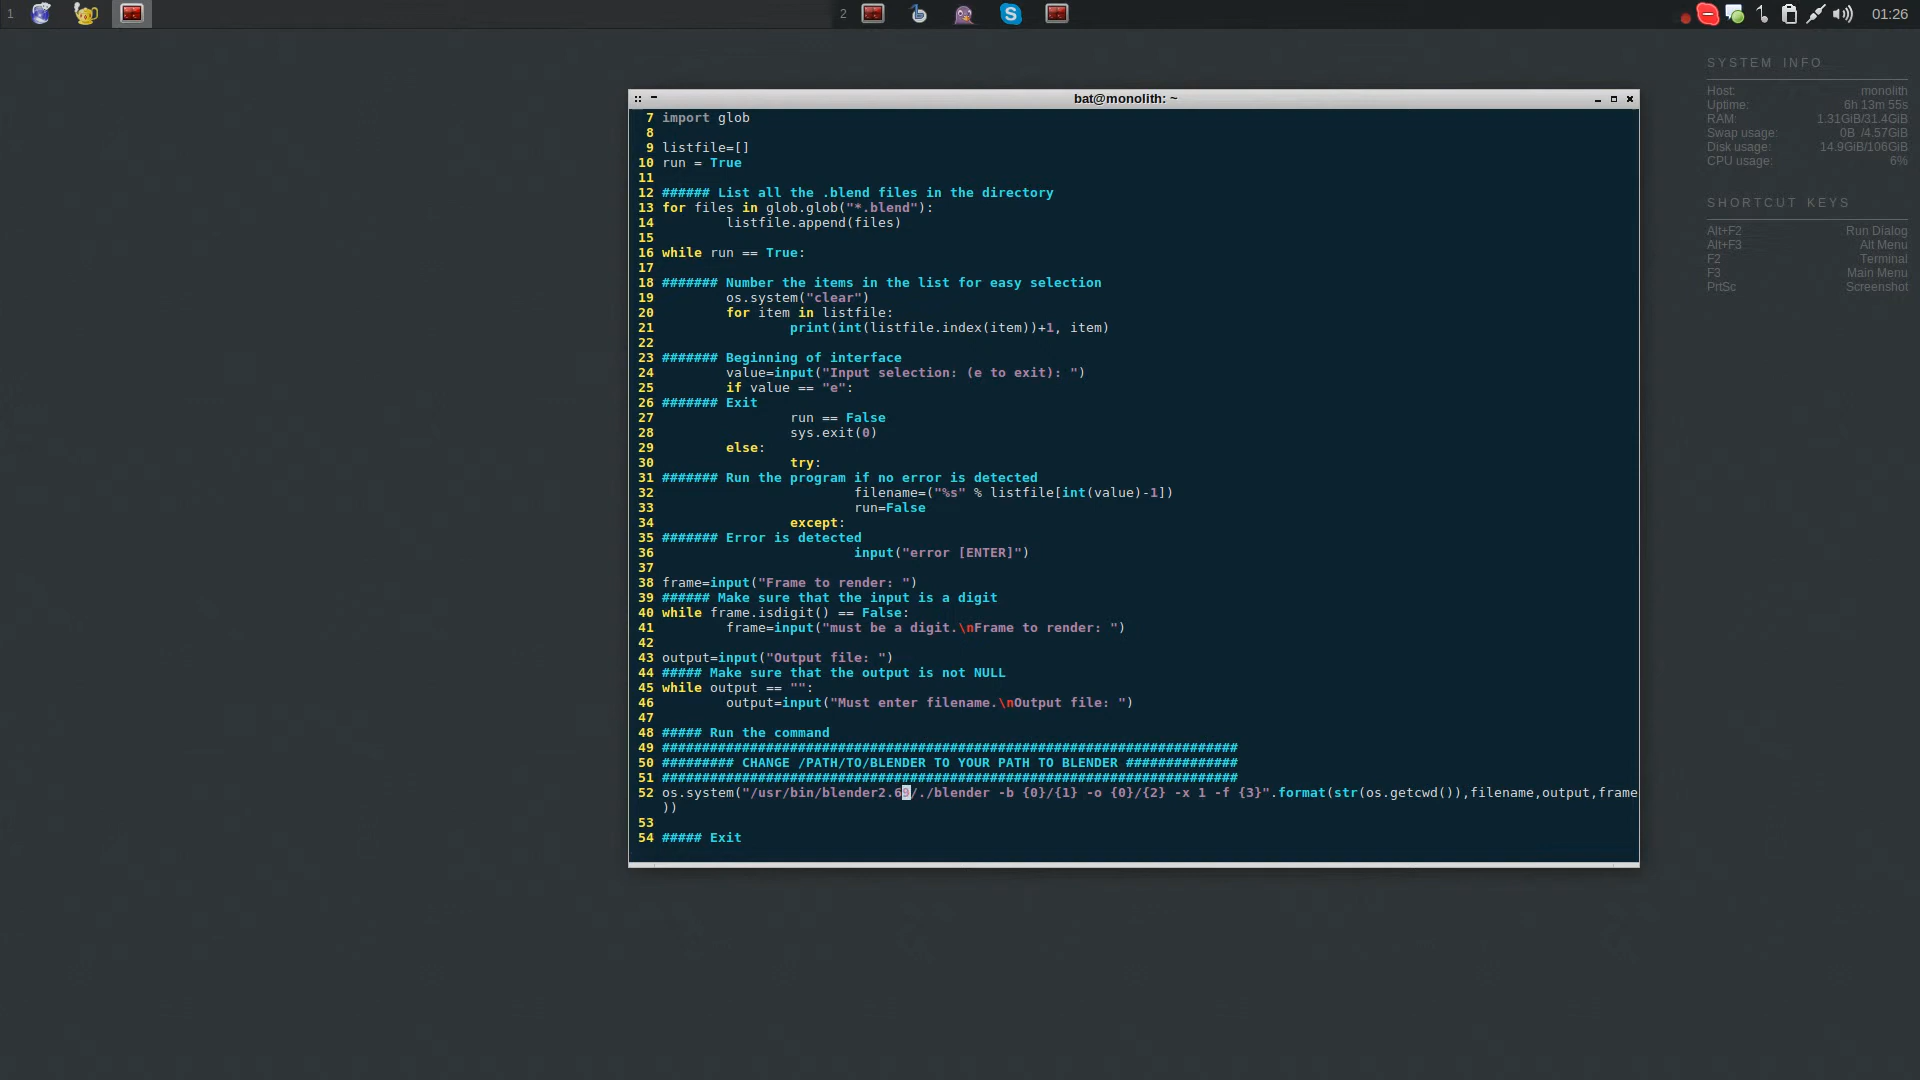 1
2
01:26
bat@monolith: ~
7 import glob
8
9 listfile=[]
10 run = True
11
12 ###### List all the .blend files in the directory
13 for files in glob.glob("*.blend"):
14         listfile.append(files)
15
16 while run == True:
17
18 ####### Number the items in the list for easy selection
19         os.system("clear")
20         for item in listfile:
21                 print(int(listfile.index(item))+1, item)
22
23 ####### Beginning of interface
24         value=input("Input selection: (e to exit): ")
25         if value == "e":
26 ####### Exit
27                 run == False
28                 sys.exit(0)
29         else:
30                 try:
31 ####### Run the program if no error is detected
32                         filename=("%s" % listfile[int(value)-1])
33                         run=False
34                 except:
35 ####### Error is detected
36                         input("error [ENTER]")
37
38 frame=input("Frame to render: ")
39 ###### Make sure that the input is a digit
40 while frame.isdigit() == False:
41         frame=input("must be a digit.\nFrame to render: ")
42
43 output=input("Output file: ")
44 ##### Make sure that the output is not NULL
45 while output == "":
46         output=input("Must enter filename.\nOutput file: ")
47
48 ##### Run the command
49 ########################################################################
50 ######### CHANGE /PATH/TO/BLENDER TO YOUR PATH TO BLENDER ##############
51 ########################################################################
52 os.system("/usr/bin/blender2.69/./blender -b {0}/{1} -o {0}/{2} -x 1 -f {3}".format(str(os.getcwd()),filename,output,frame
))
53
54 ##### Exit
SYSTEM INFO
Host: monolith
Uptime: 6h 13m 55s
RAM: 1.31GiB/31.4GiB
Swap usage: 0B /4.57GiB
Disk usage: 14.9GiB/106GiB
CPU usage: 6%
SHORTCUT KEYS
Alt+F2 Run Dialog
Alt+F3 Alt Menu
F2 Terminal
F3 Main Menu
PrtSc Screenshot